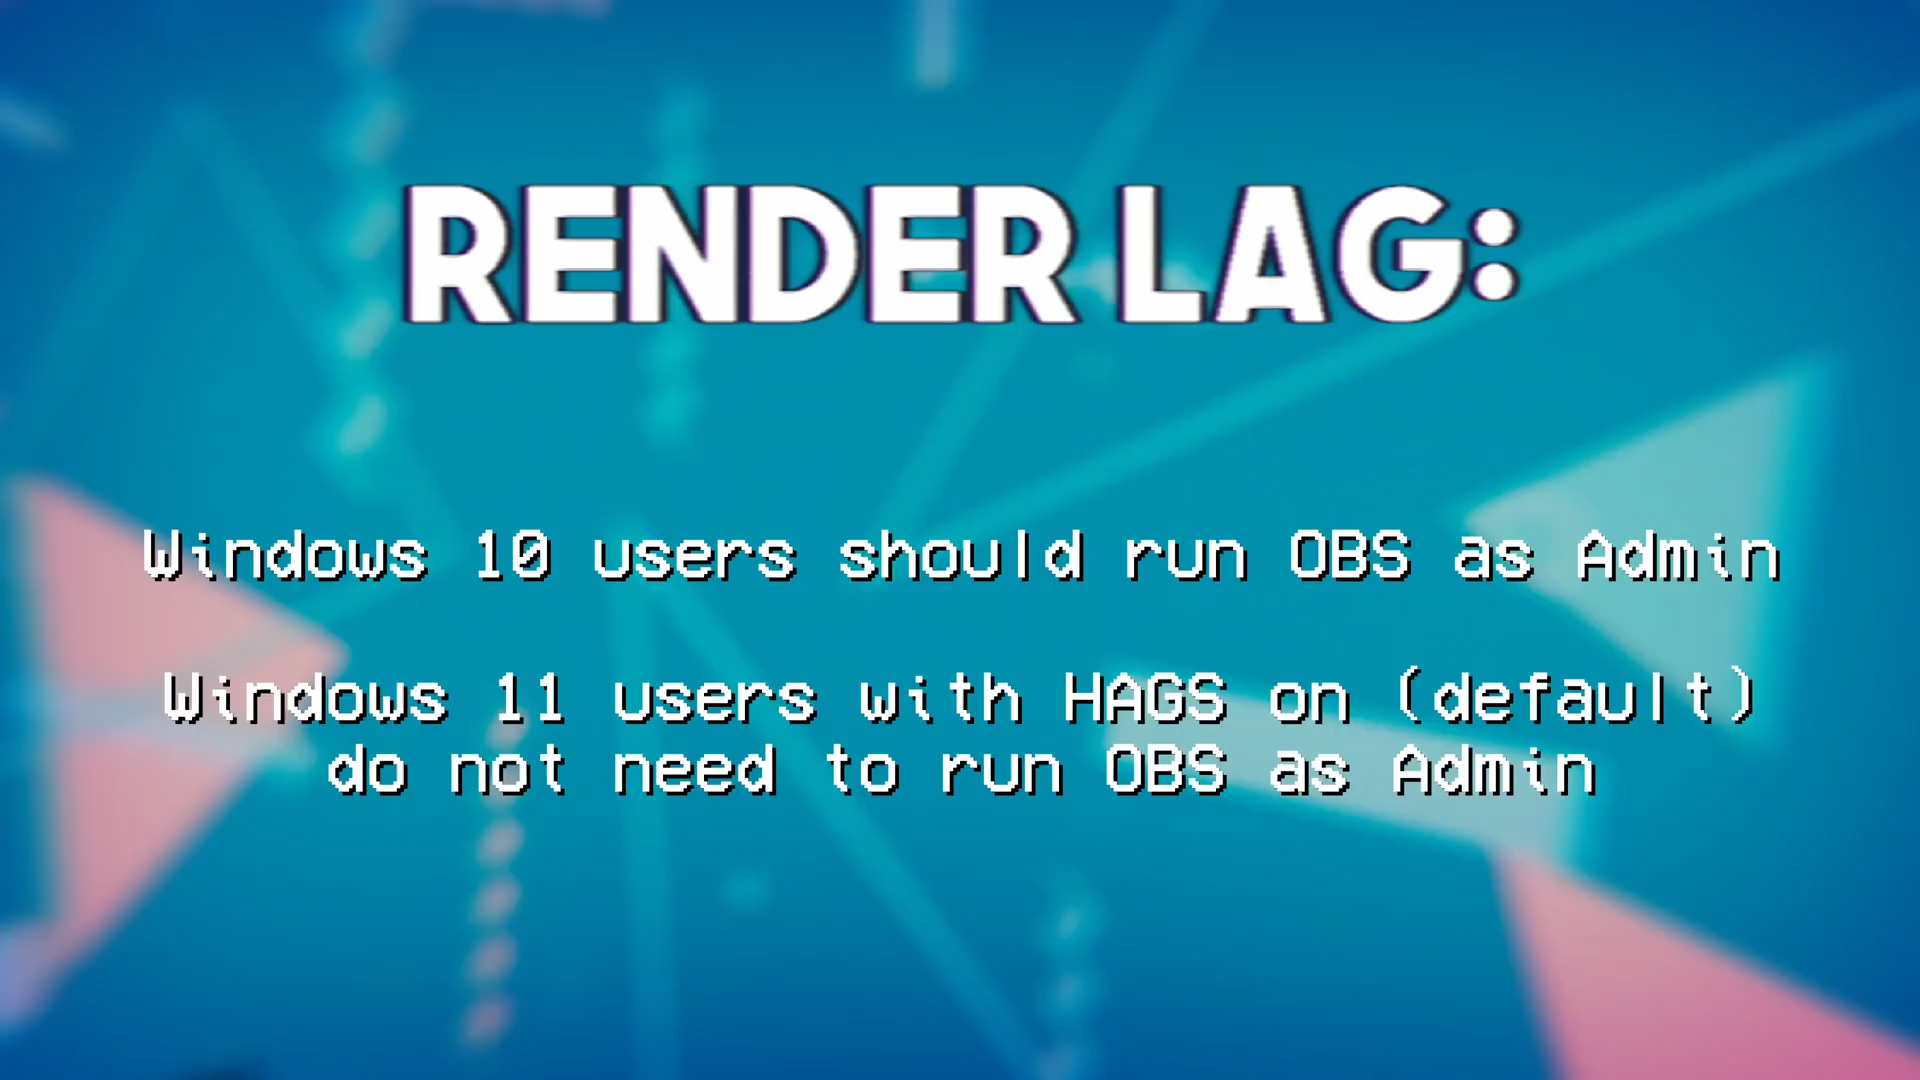 RENDER LAG:
Windows 10 users should run OBS as Admin
Windows 11 users with HAGS on (default)
do not need to run OBS as Admin